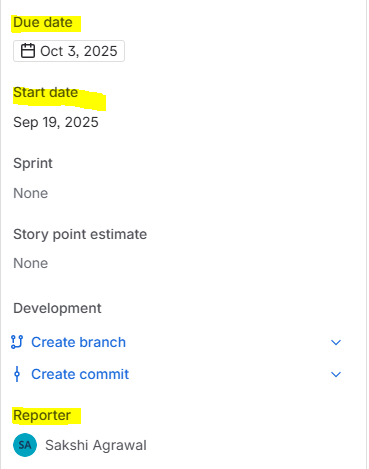 Due date
Oct 3, 2025
Start date
Sep 19, 2025
Sprint
None
Story point estimate
None
Development
Create branch
Create commit
Reporter
SA Sakshi Agrawal